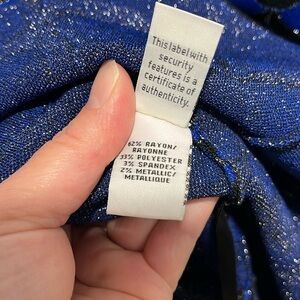 This label with
security
features is a
certificate of
authenticity.
62% RAYON/
RAYONNE
33% POLYESTER
3% SPANDEX
2% METALLIC/
METALLIQUE